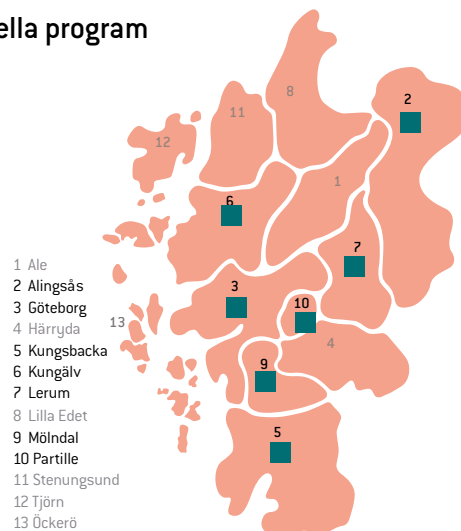 ella program
8
2
11
12
1
6
7
3
10
13
4
9
5
1 Ale
2 Alingsås
3 Göteborg
4 Härryda
5 Kungsbacka
6 Kungälv
7 Lerum
8 Lilla Edet
9 Mölndal
10 Partille
11 Stenungsund
12 Tjörn
13 Öckerö